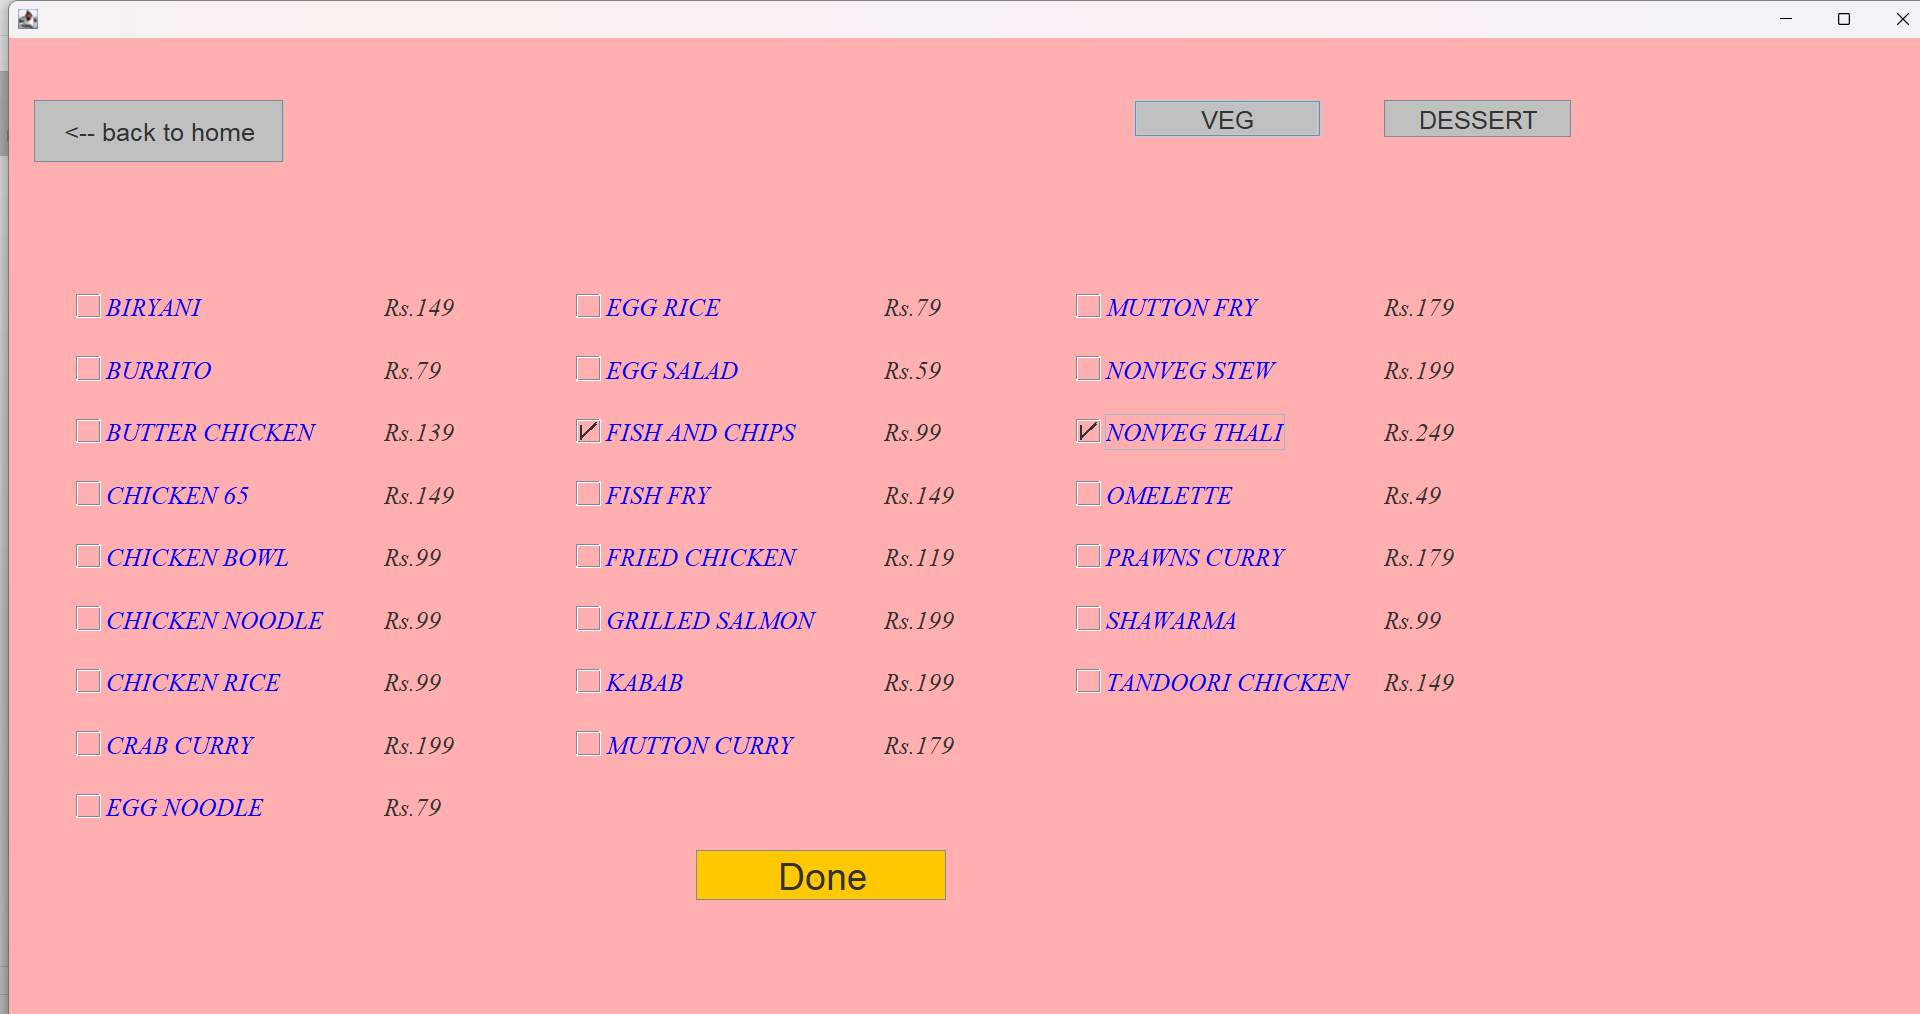 <-- back to home
VEG
DESSERT
BIRYANI Rs.149 EGG RICE Rs.79 MUTTON FRY Rs.179
BURRITO Rs.79 EGG SALAD Rs.59 NONVEG STEW Rs.199
BUTTER CHICKEN Rs.139 FISH AND CHIPS Rs.99 NONVEG THALI Rs.249
CHICKEN 65 Rs.149 FISH FRY Rs.149 OMELETTE Rs.49
CHICKEN BOWL Rs.99 FRIED CHICKEN Rs.119 PRAWNS CURRY Rs.179
CHICKEN NOODLE Rs.99 GRILLED SALMON Rs.199 SHAWARMA Rs.99
CHICKEN RICE Rs.99 KABAB Rs.199 TANDOORI CHICKEN Rs.149
CRAB CURRY Rs.199 MUTTON CURRY Rs.179
EGG NOODLE Rs.79
Done